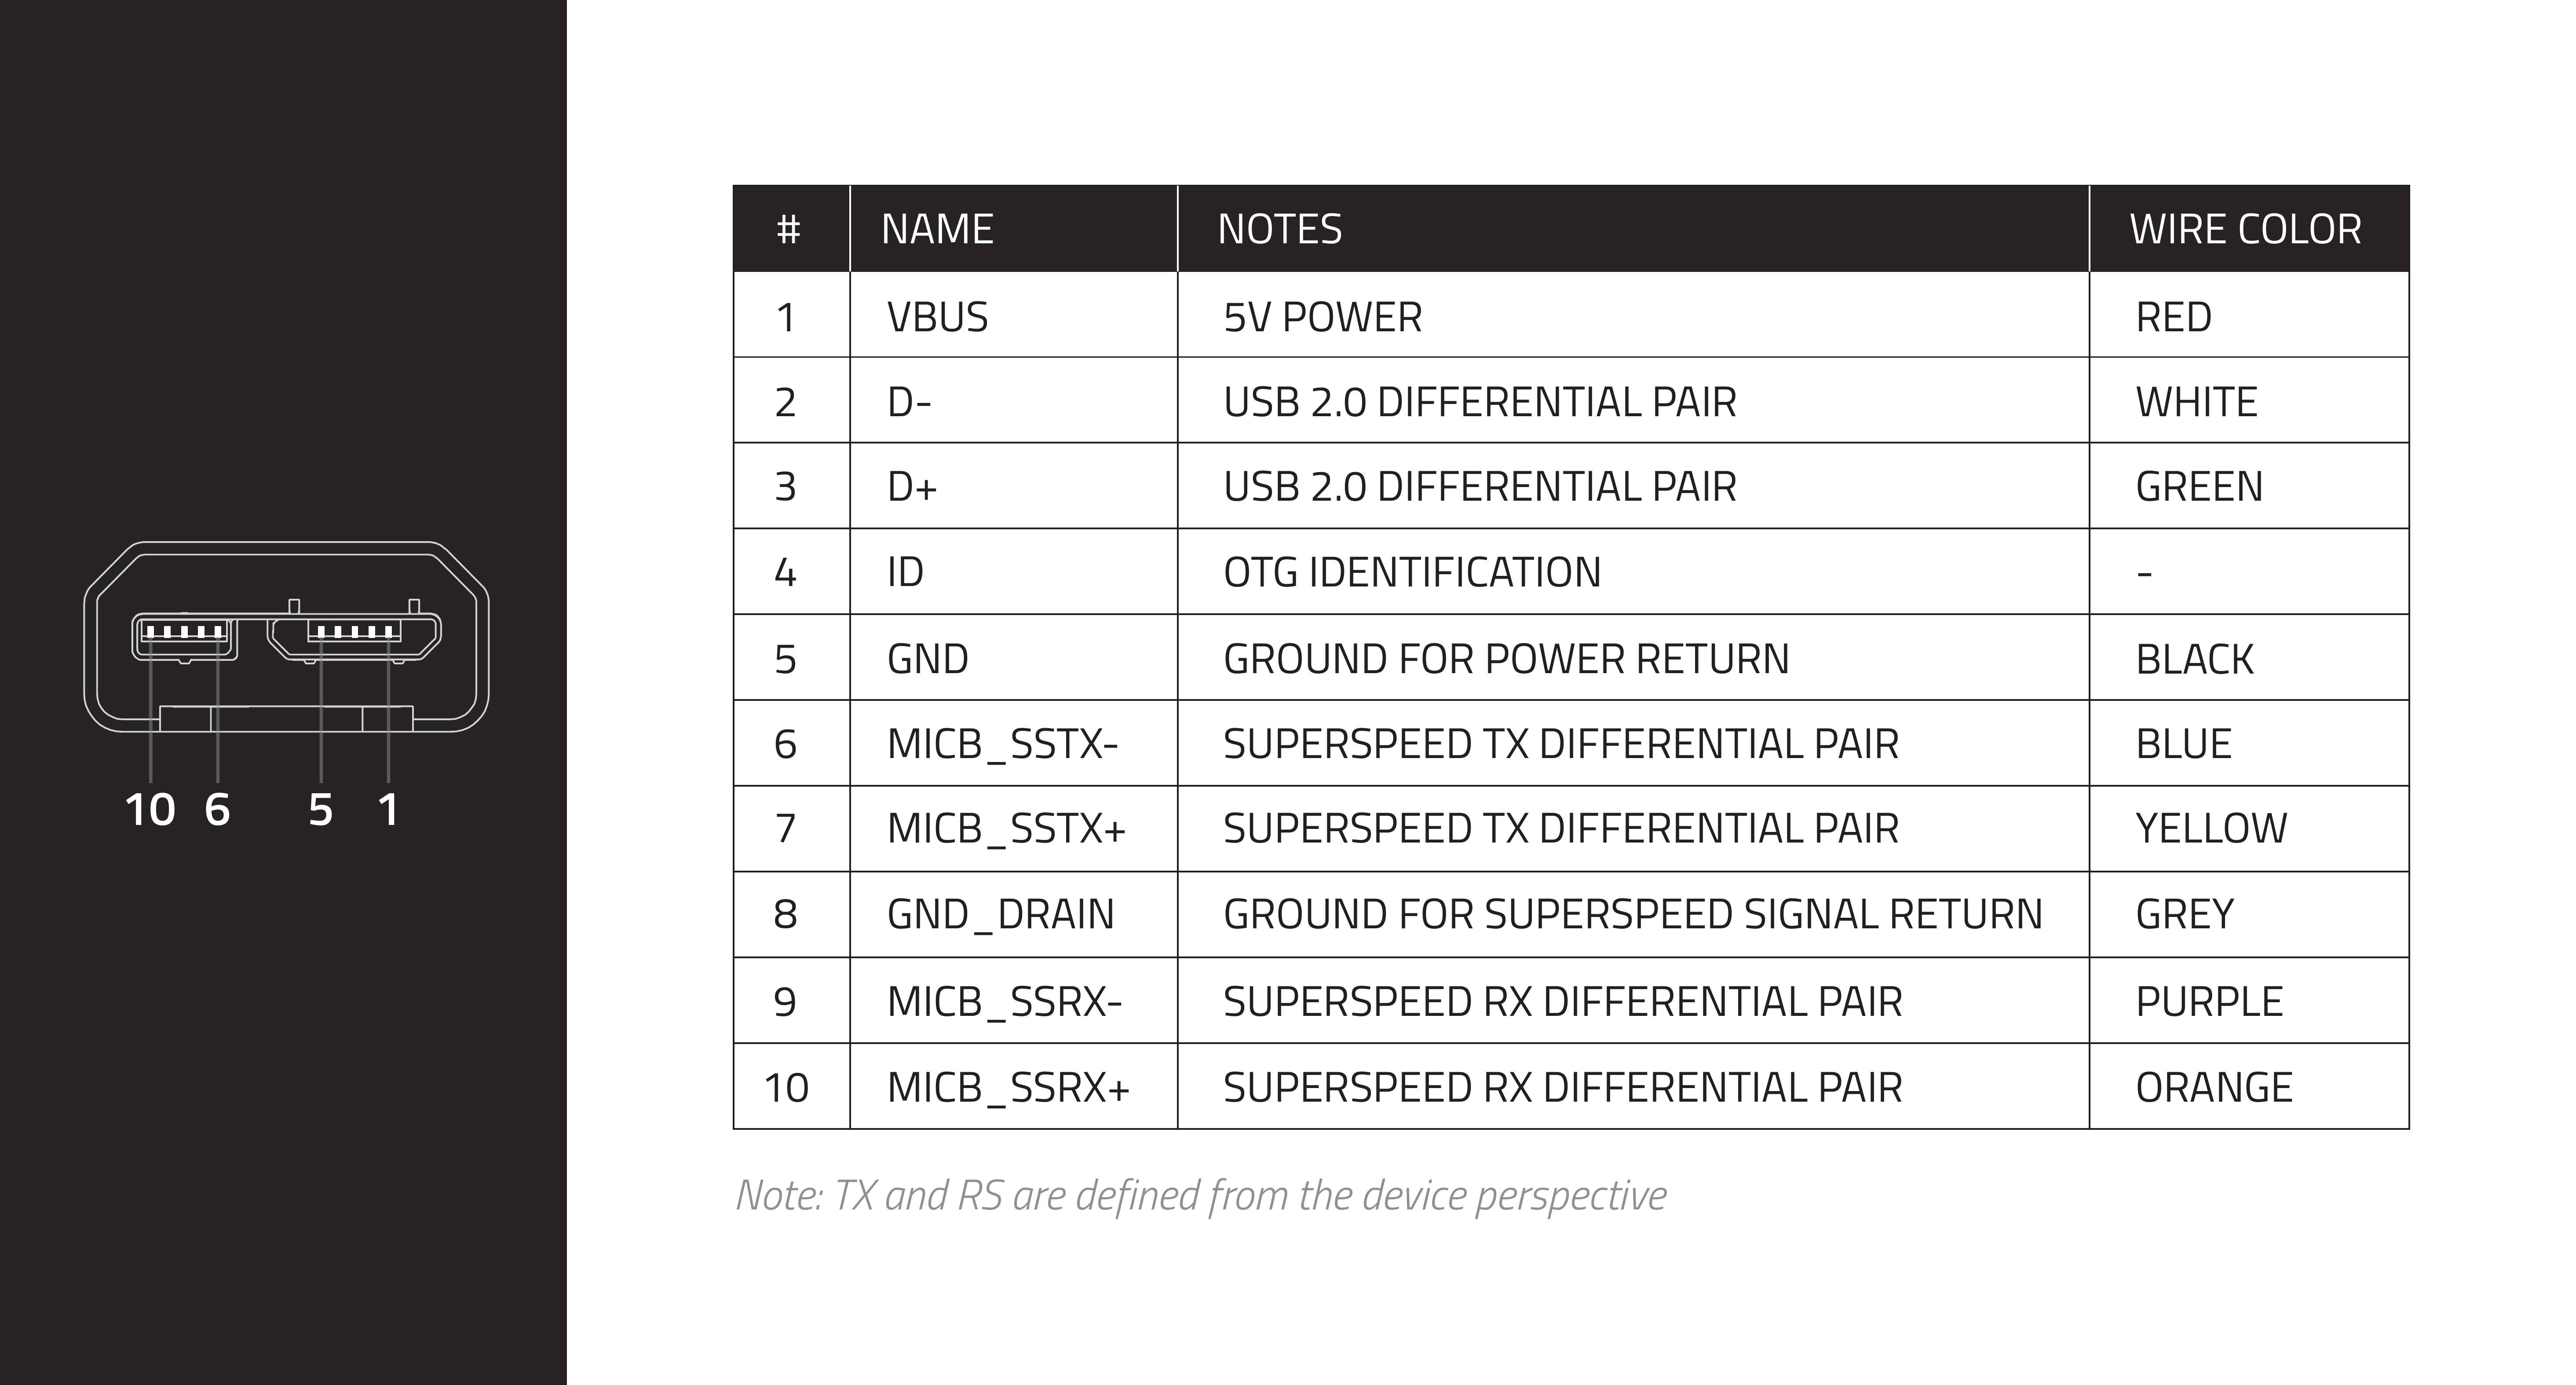 10 6 5 1
# NAME NOTES WIRE COLOR
1 VBUS 5V POWER RED
2 D- USB 2.0 DIFFERENTIAL PAIR WHITE
3 D+ USB 2.0 DIFFERENTIAL PAIR GREEN
4 ID OTG IDENTIFICATION -
5 GND GROUND FOR POWER RETURN BLACK
6 MICB_SSTX- SUPERSPEED TX DIFFERENTIAL PAIR BLUE
7 MICB_SSTX+ SUPERSPEED TX DIFFERENTIAL PAIR YELLOW
8 GND_DRAIN GROUND FOR SUPERSPEED SIGNAL RETURN GREY
9 MICB_SSRX- SUPERSPEED RX DIFFERENTIAL PAIR PURPLE
10 MICB_SSRX+ SUPERSPEED RX DIFFERENTIAL PAIR ORANGE
Note: TX and RS are defined from the device perspective